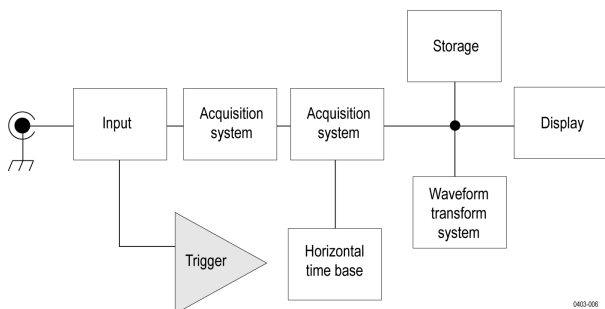 Storage
Input
Acquisition
system
Acquisition
system
Display
Waveform
transform
system
Trigger
Horizontal
time base
0403-006